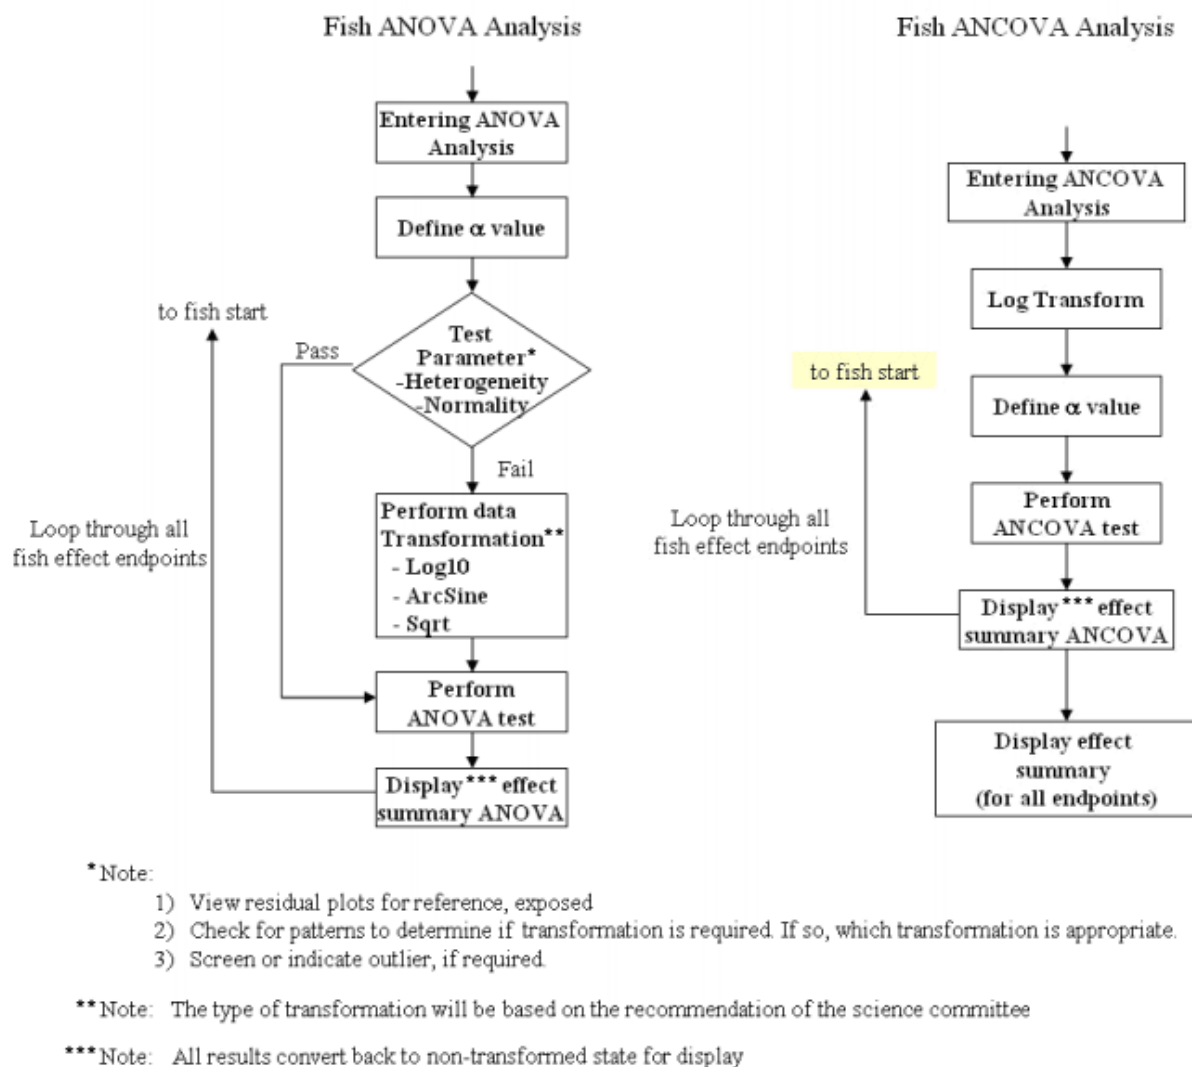 Fish ANOVA Analysis
Entering ANOVA
Analysis
Define α value
to fish start
Test
Parameter*
-Heterogeneity
-Normality
Pass
Fail
Perform data
Transformation**
- Log10
- ArcSine
- Sqrt
Loop through all
fish effect endpoints
Perform
ANOVA test
Display*** effect
summary ANOVA
Fish ANCOVA Analysis
Entering ANCOVA
Analysis
Log Transform
to fish start
Define α value
Perform
ANCOVA test
Loop through all
fish effect endpoints
Display*** effect
summary ANCOVA
Display effect
summary
(for all endpoints)
*Note:
1) View residual plots for reference, exposed
2) Check for patterns to determine if transformation is required. If so, which transformation is appropriate.
3) Screen or indicate outlier, if required.
**Note: The type of transformation will be based on the recommendation of the science committee
***Note: All results convert back to non-transformed state for display